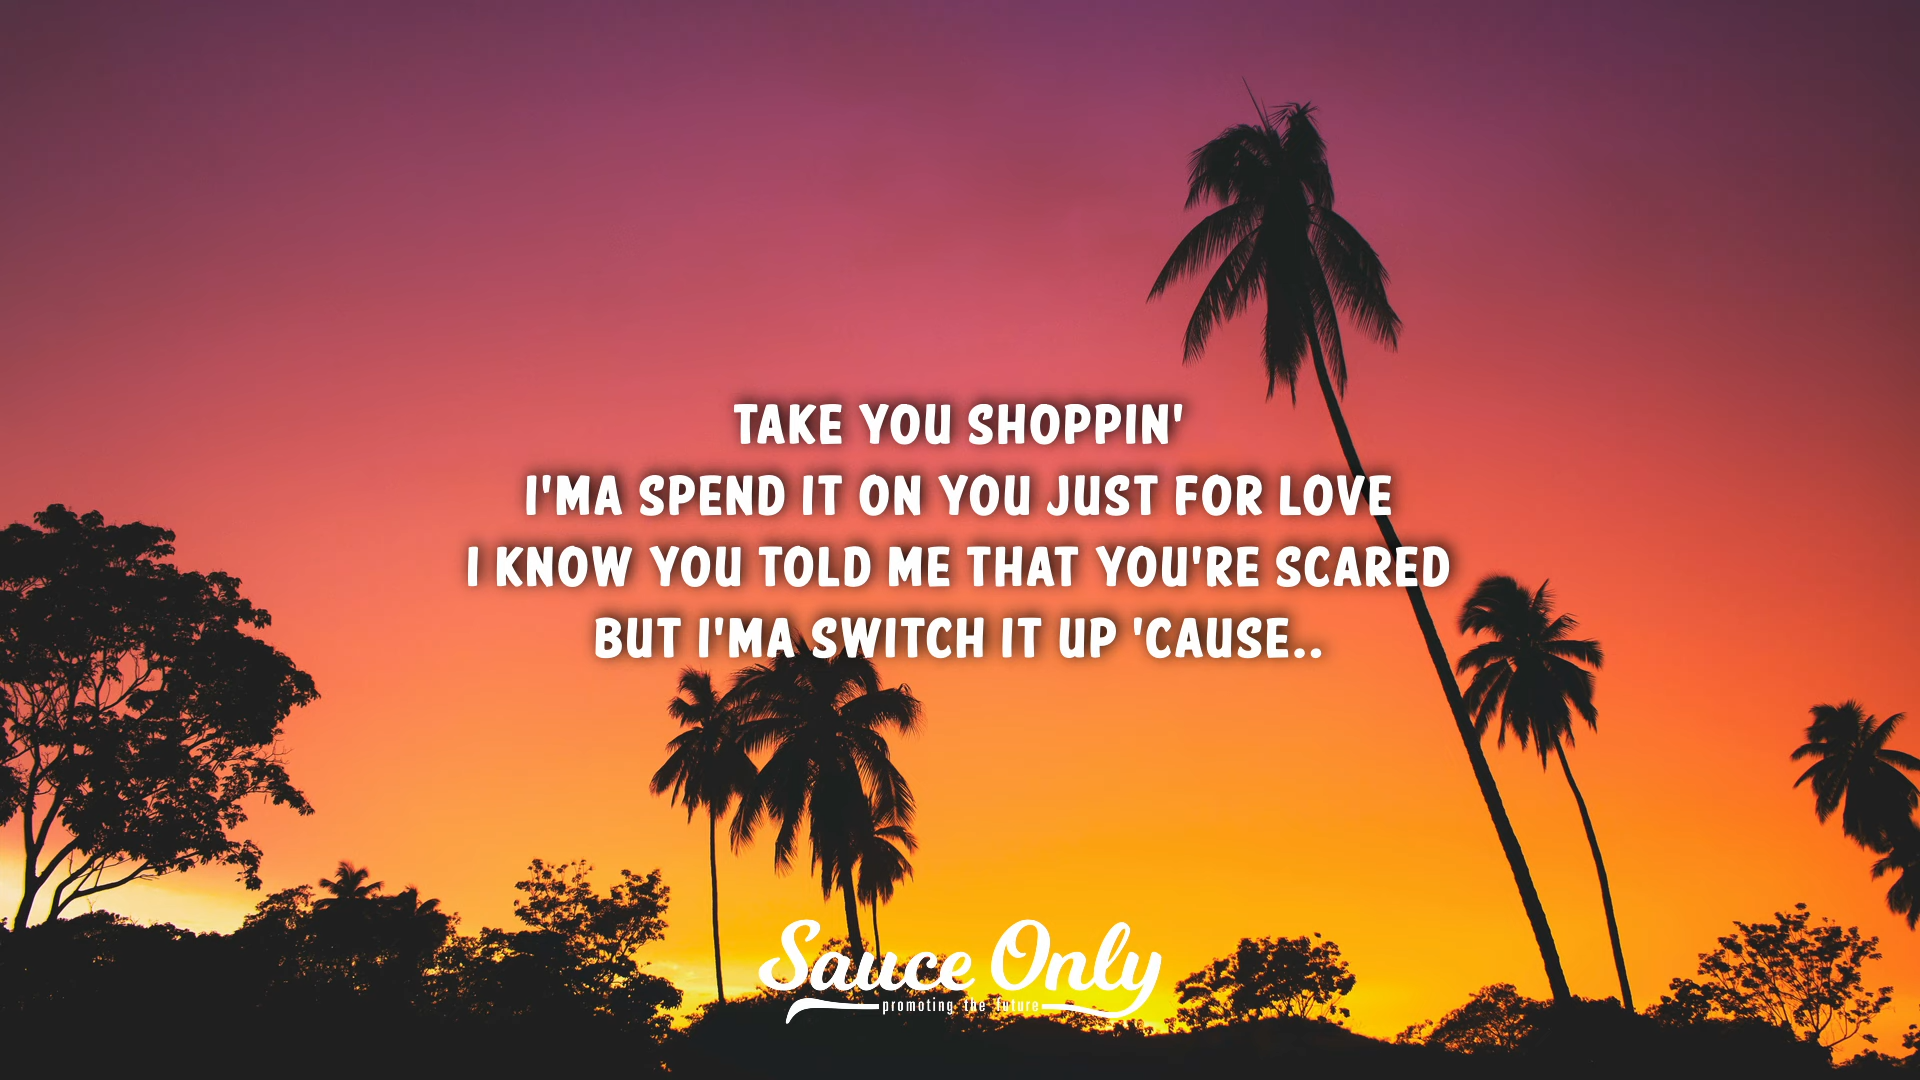 TAKE YOU SHOPPIN'
I'MA SPEND IT ON YOU JUST FOR LOVE
I KNOW YOU TOLD ME THAT YOU'RE SCARED
BUT I'MA SWITCH IT UP 'CAUSE..
Sauce Only
promoting the future